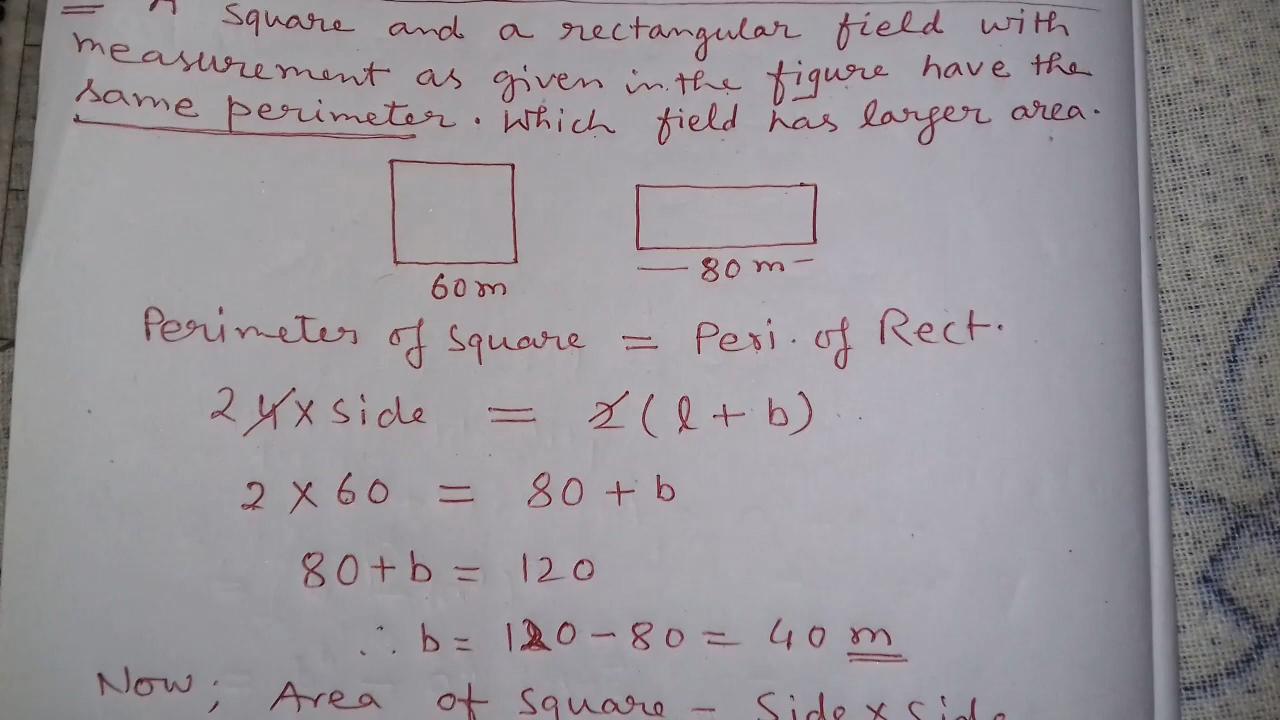 = A square and a rectangular field with
measurement as given in the figure have the
same perimeter. Which field has larger area.
60m
— 80 m –
Perimeter of square = Peri. of Rect.
2 4 x side = 2 ( l + b )
2 x 60 = 80 + b
80 + b = 120
∴ b = 120 - 80 = 40 m
Now; Area of square = Side x Side